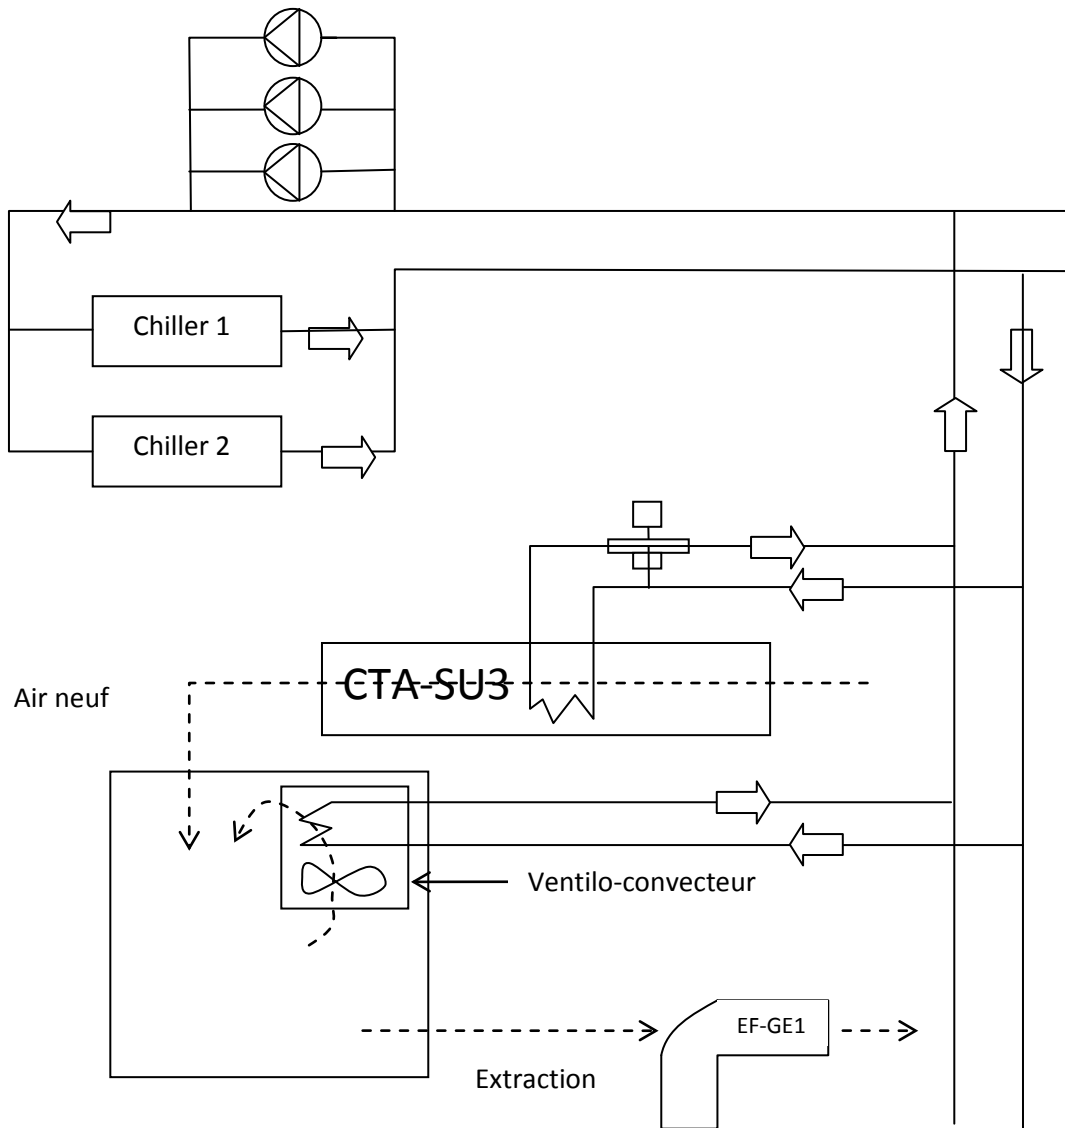 Chiller 1
Chiller 2
CTA-SU3
Air neuf
Ventilo-convecteur
EF-GE1
Extraction